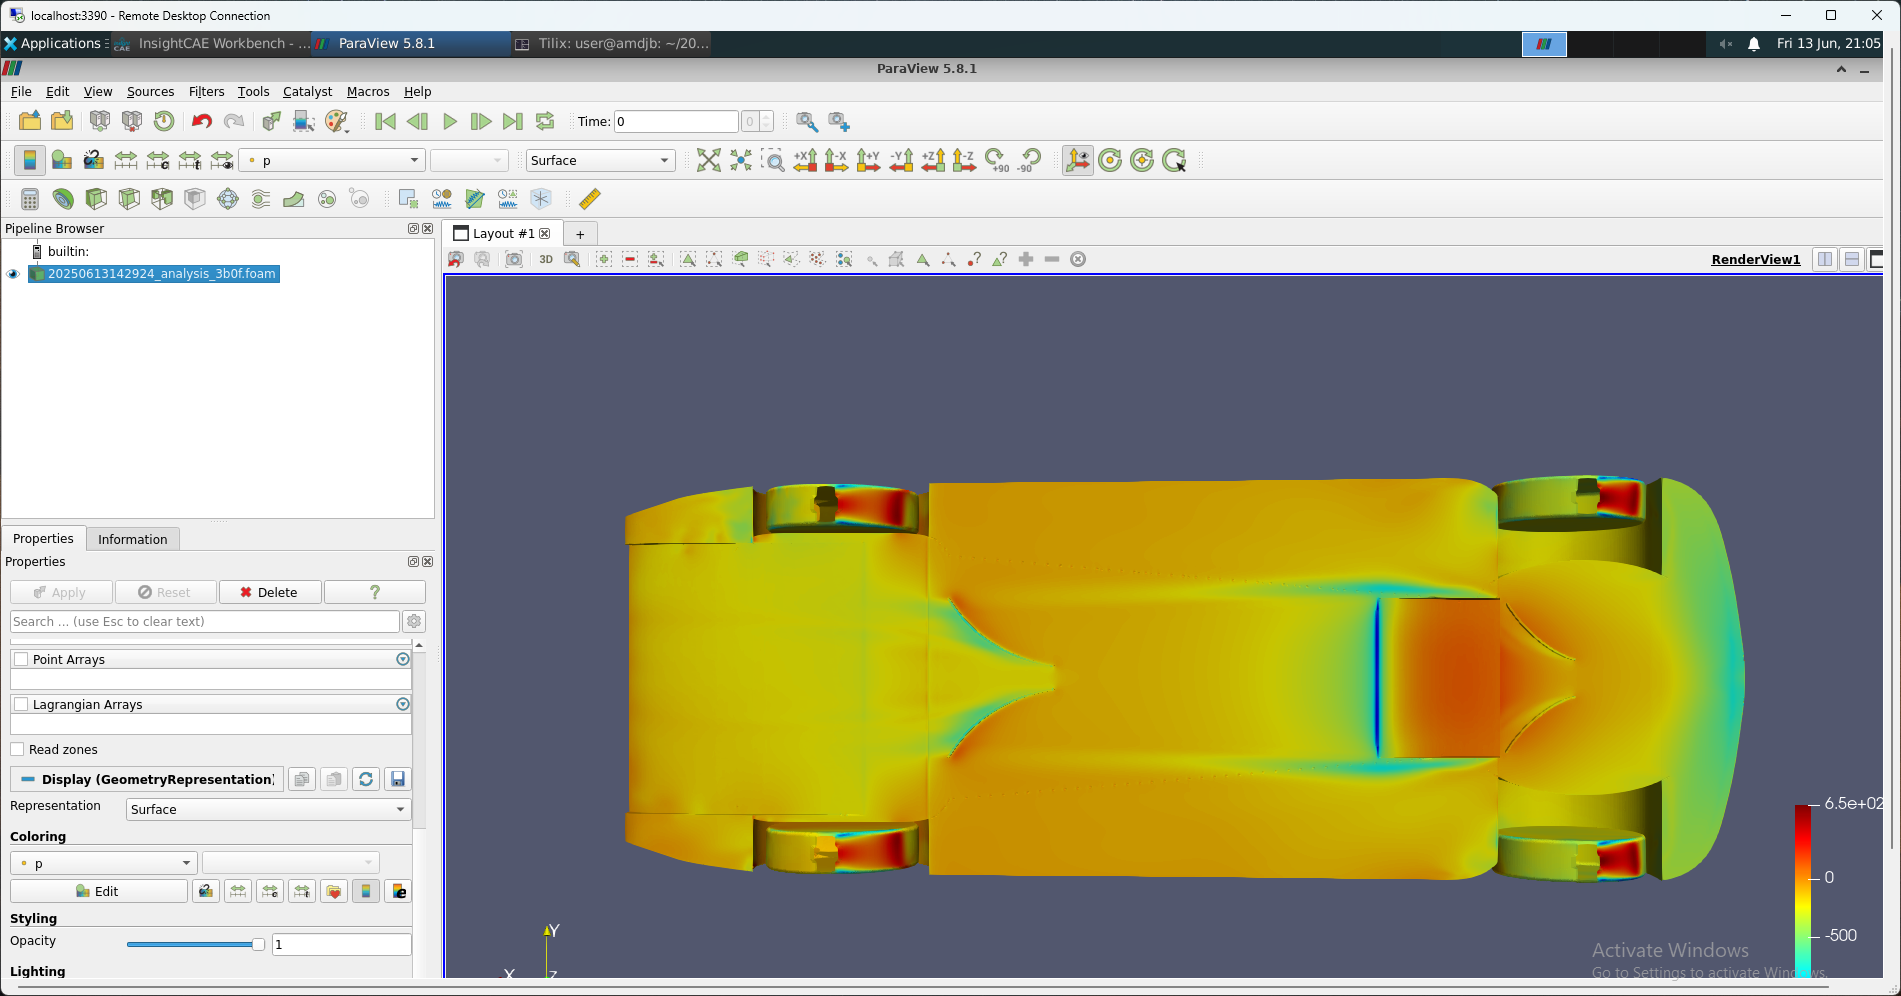 localhost:3390 - Remote Desktop Connection
Applications
InsightCAE Workbench - ...
ParaView 5.8.1
Tilix: user@amdjb: ~/20...
Fri 13 Jun, 21:05
ParaView 5.8.1
File Edit View Sources Filters Tools Catalyst Macros Help
Time: 0
0
p
Surface
+X -X +Y -Y +Z -Z +90 -90
Pipeline Browser
Layout #1
+
builtin:
3D
RenderView1
20250613142924_analysis_3b0f.foam
Properties
Information
Properties
Apply
Reset
Delete
?
Search ... (use Esc to clear text)
Point Arrays
Lagrangian Arrays
Read zones
Display (GeometryRepresentation)
Representation
Surface
Coloring
p
Edit
Styling
Opacity
1
Lighting
6.5e+02
0
-500
Y
X
Z
Activate Windows
Go to Settings to activate Windows.